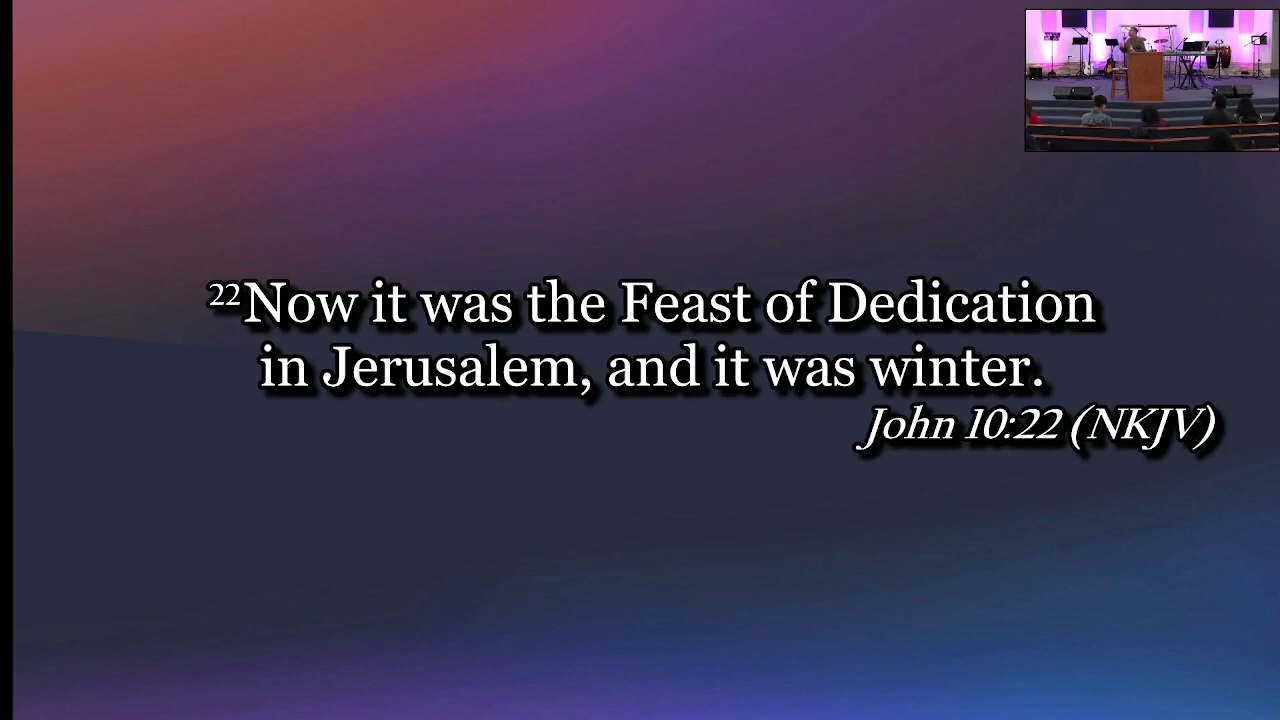 ²²Now it was the Feast of Dedication
in Jerusalem, and it was winter.
John 10:22 (NKJV)